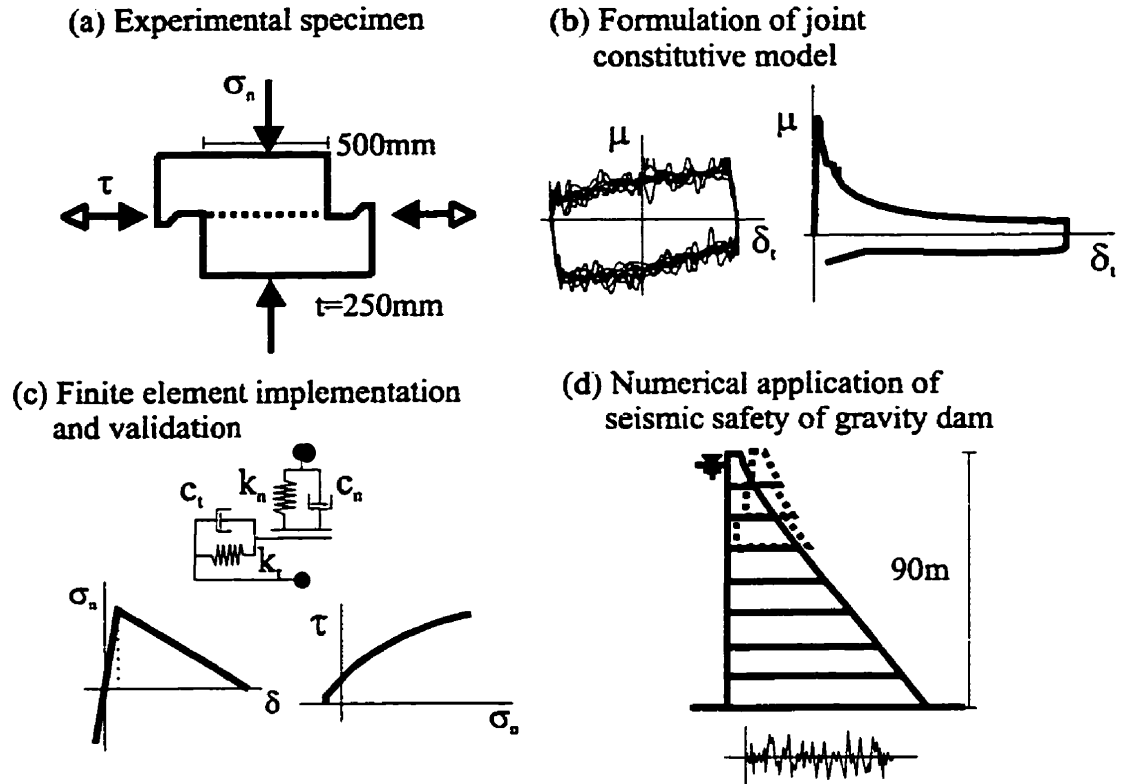 (a) Experimental specimen
σₙ
500mm
τ
t=250mm
(b) Formulation of joint
constitutive model
μ
δₜ
μ
δₜ
(c) Finite element implementation
and validation
cₜ
kₙ
cₙ
kₜ
σₙ
δ
τ
σₙ
(d) Numerical application of
seismic safety of gravity dam
90m